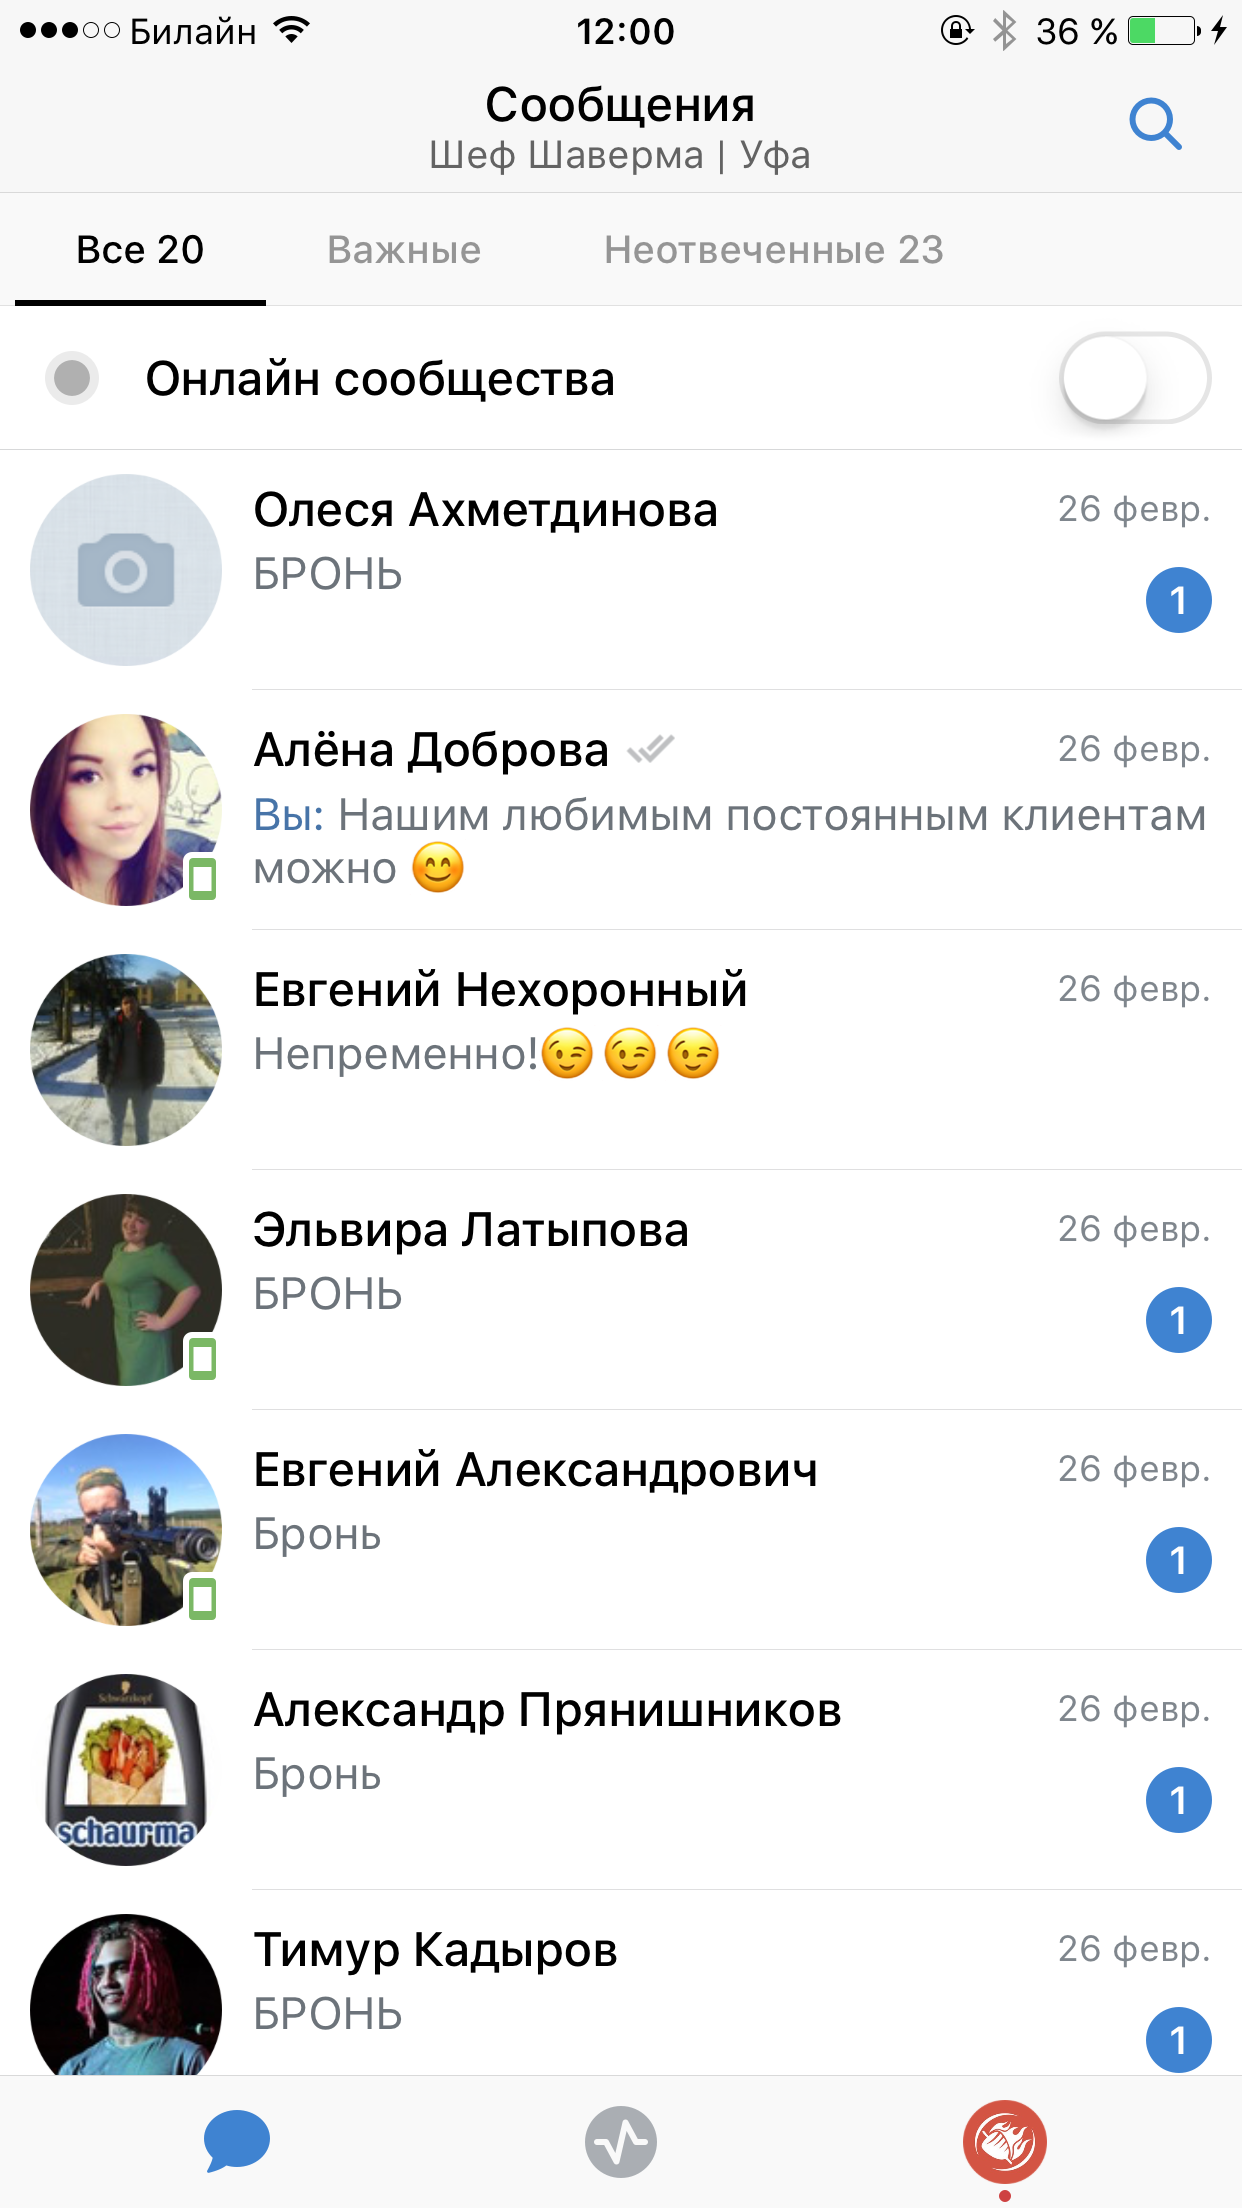 Билайн 12:00 36 %
Сообщения
Шеф Шаверма | Уфа
Все 20 Важные Неотвеченные 23
Онлайн сообщества
Олеся Ахметдинова 26 февр.
БРОНЬ
1
Алёна Доброва 26 февр.
Вы: Нашим любимым постоянным клиентам
можно 😊
Евгений Нехоронный 26 февр.
Непременно!😉😉😉
Эльвира Латыпова 26 февр.
БРОНЬ
1
Евгений Александрович 26 февр.
Бронь
1
Александр Прянишников 26 февр.
Бронь
1
Schwarzkopf
schaurma
Тимур Кадыров 26 февр.
БРОНЬ
1